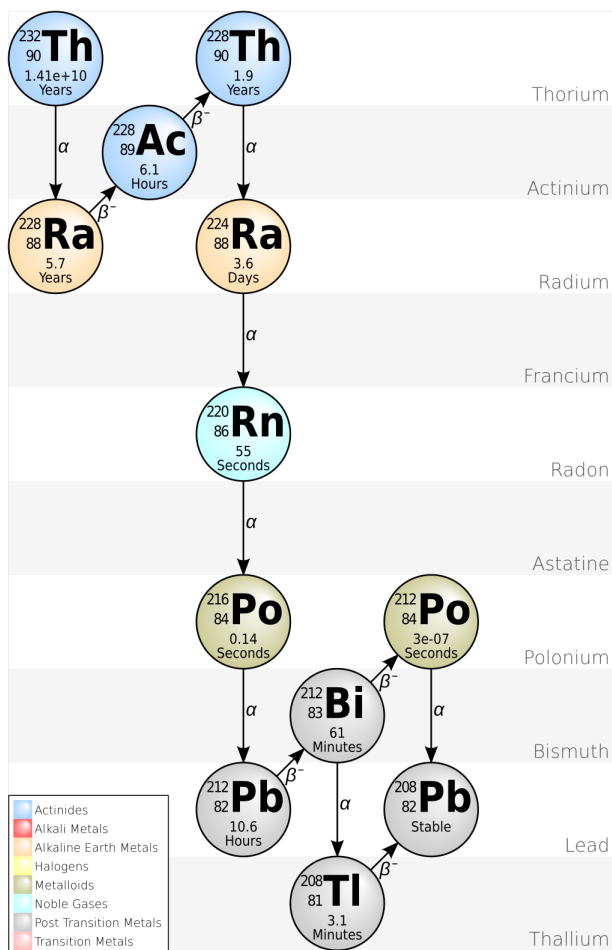 232
90
Th
1.41e+10
Years
228
90
Th
1.9
Years
Thorium
α
β⁻
228
89
Ac
6.1
Hours
α
Actinium
β⁻
228
88
Ra
5.7
Years
224
88
Ra
3.6
Days
Radium
α
Francium
220
86
Rn
55
Seconds
Radon
α
Astatine
216
84
Po
0.14
Seconds
212
84
Po
3e-07
Seconds
Polonium
α
212
83
Bi
61
Minutes
β⁻
α
Bismuth
β⁻
212
82
Pb
10.6
Hours
α
208
82
Pb
Stable
Lead
β⁻
208
81
Tl
3.1
Minutes
Thallium
Actinides
Alkali Metals
Alkaline Earth Metals
Halogens
Metalloids
Noble Gases
Post Transition Metals
Transition Metals